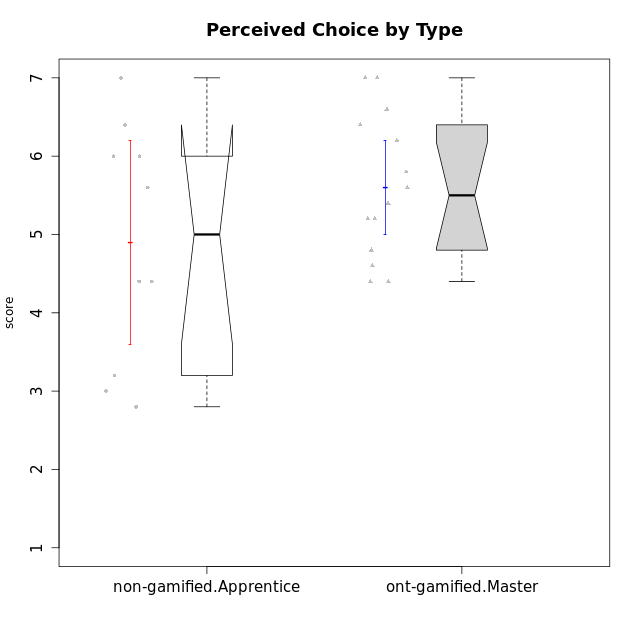 Perceived Choice by Type
7
6
5
4
3
2
1
score
non-gamified.Apprentice
ont-gamified.Master